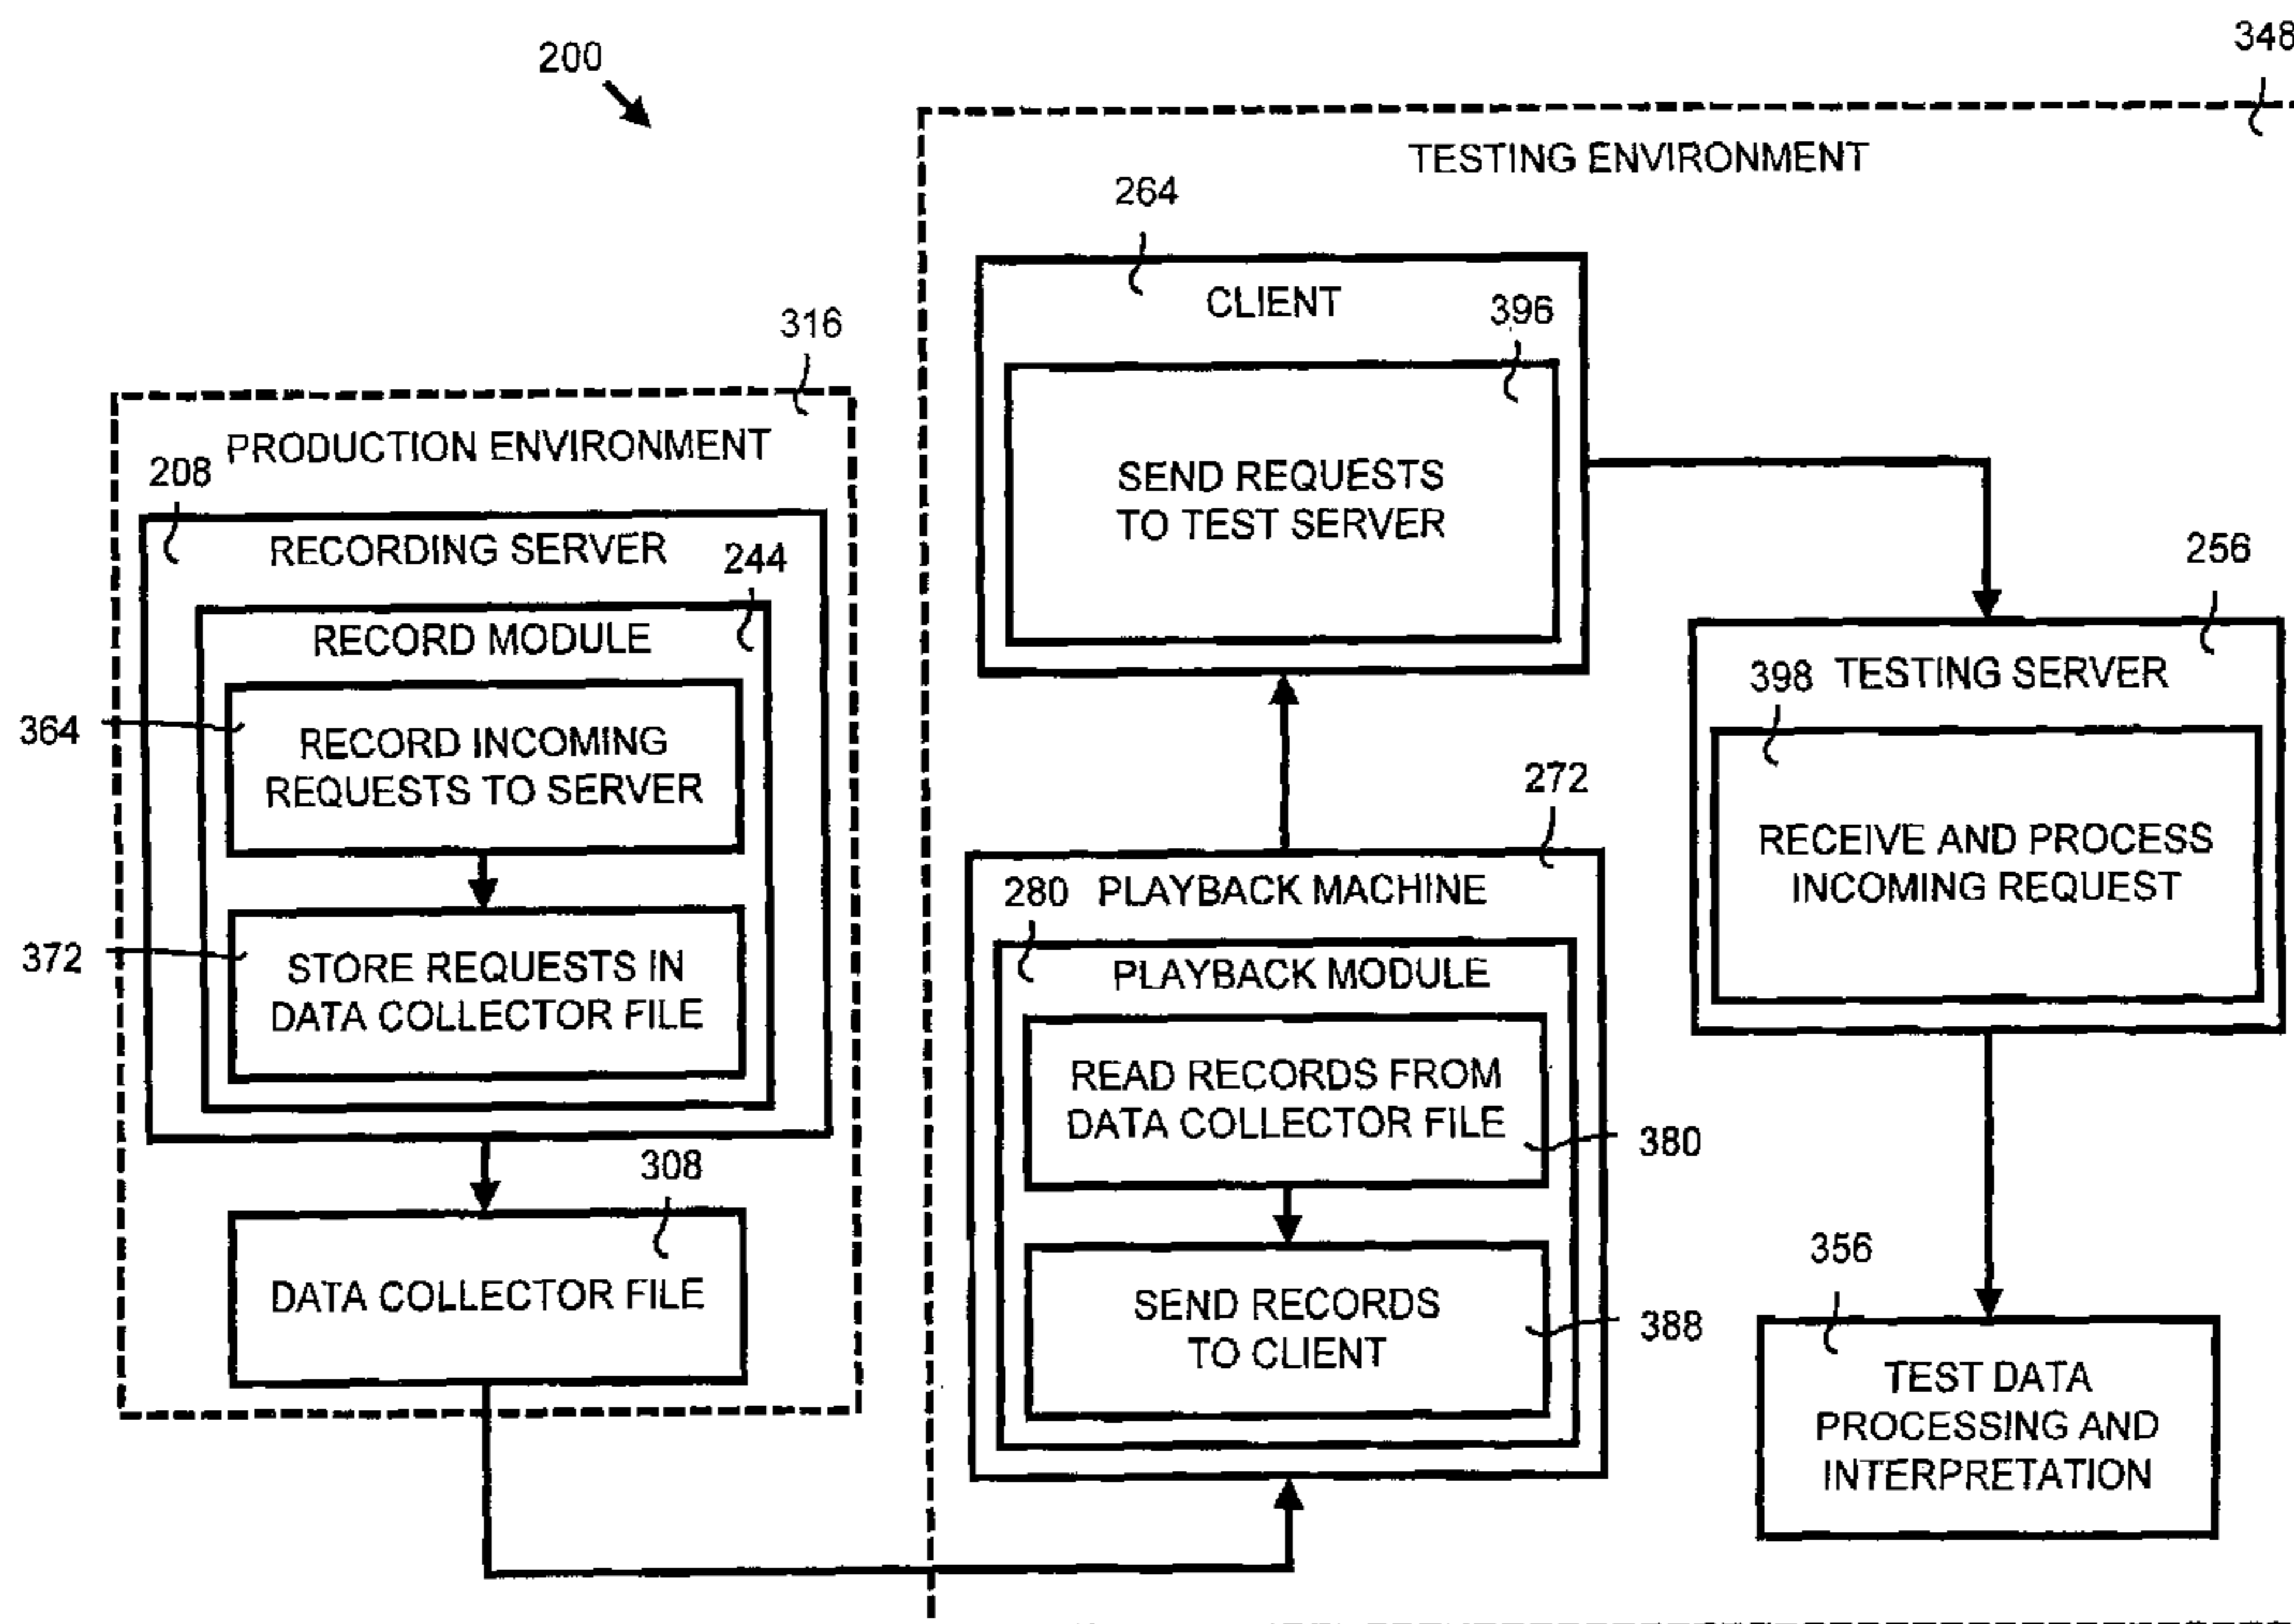 200
348
TESTING ENVIRONMENT
264
CLIENT
396
SEND REQUESTS
TO TEST SERVER
316
PRODUCTION ENVIRONMENT
208
RECORDING SERVER
244
RECORD MODULE
364
RECORD INCOMING
REQUESTS TO SERVER
372
STORE REQUESTS IN
DATA COLLECTOR FILE
308
DATA COLLECTOR FILE
272
280
PLAYBACK MACHINE
PLAYBACK MODULE
READ RECORDS FROM
DATA COLLECTOR FILE
380
SEND RECORDS
TO CLIENT
388
256
398
TESTING SERVER
RECEIVE AND PROCESS
INCOMING REQUEST
356
TEST DATA
PROCESSING AND
INTERPRETATION